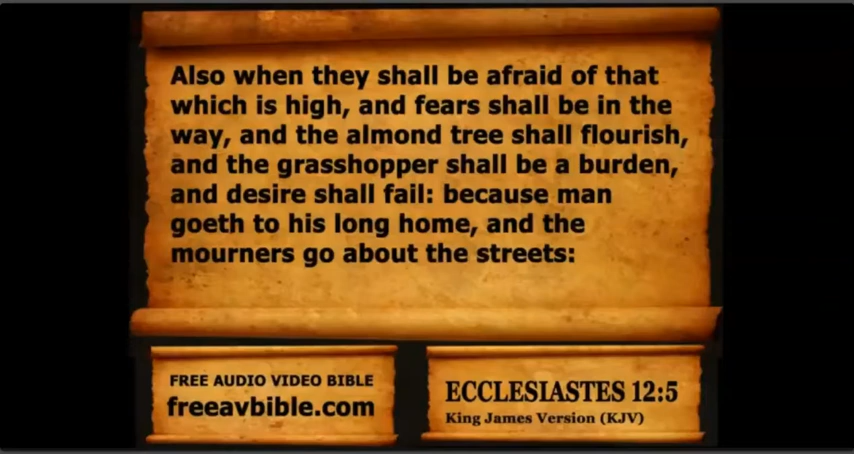 Also when they shall be afraid of that
which is high, and fears shall be in the
way, and the almond tree shall flourish,
and the grasshopper shall be a burden,
and desire shall fail: because man
goeth to his long home, and the
mourners go about the streets:
FREE AUDIO VIDEO BIBLE
freeavbible.com
ECCLESIASTES 12:5
King James Version (KJV)